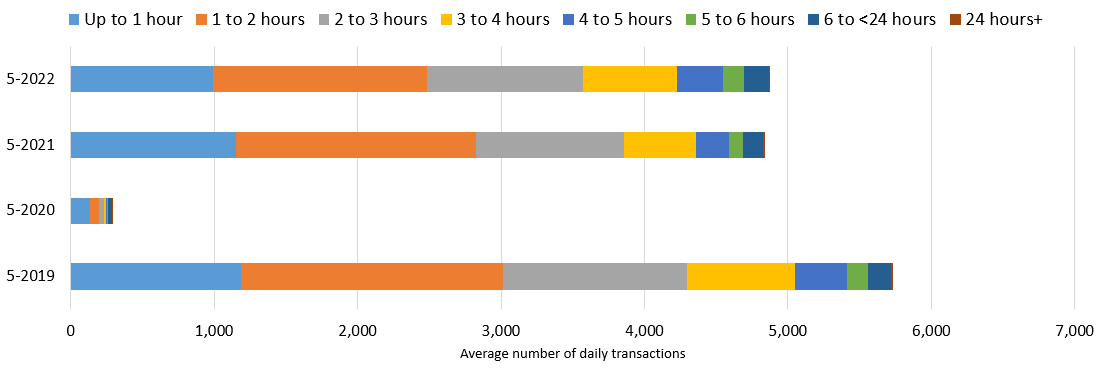 Up to 1 hour 1 to 2 hours 2 to 3 hours 3 to 4 hours 4 to 5 hours 5 to 6 hours 6 to <24 hours 24 hours+
5-2022
5-2021
5-2020
5-2019
0 1,000 2,000 3,000 4,000 5,000 6,000 7,000
Average number of daily transactions